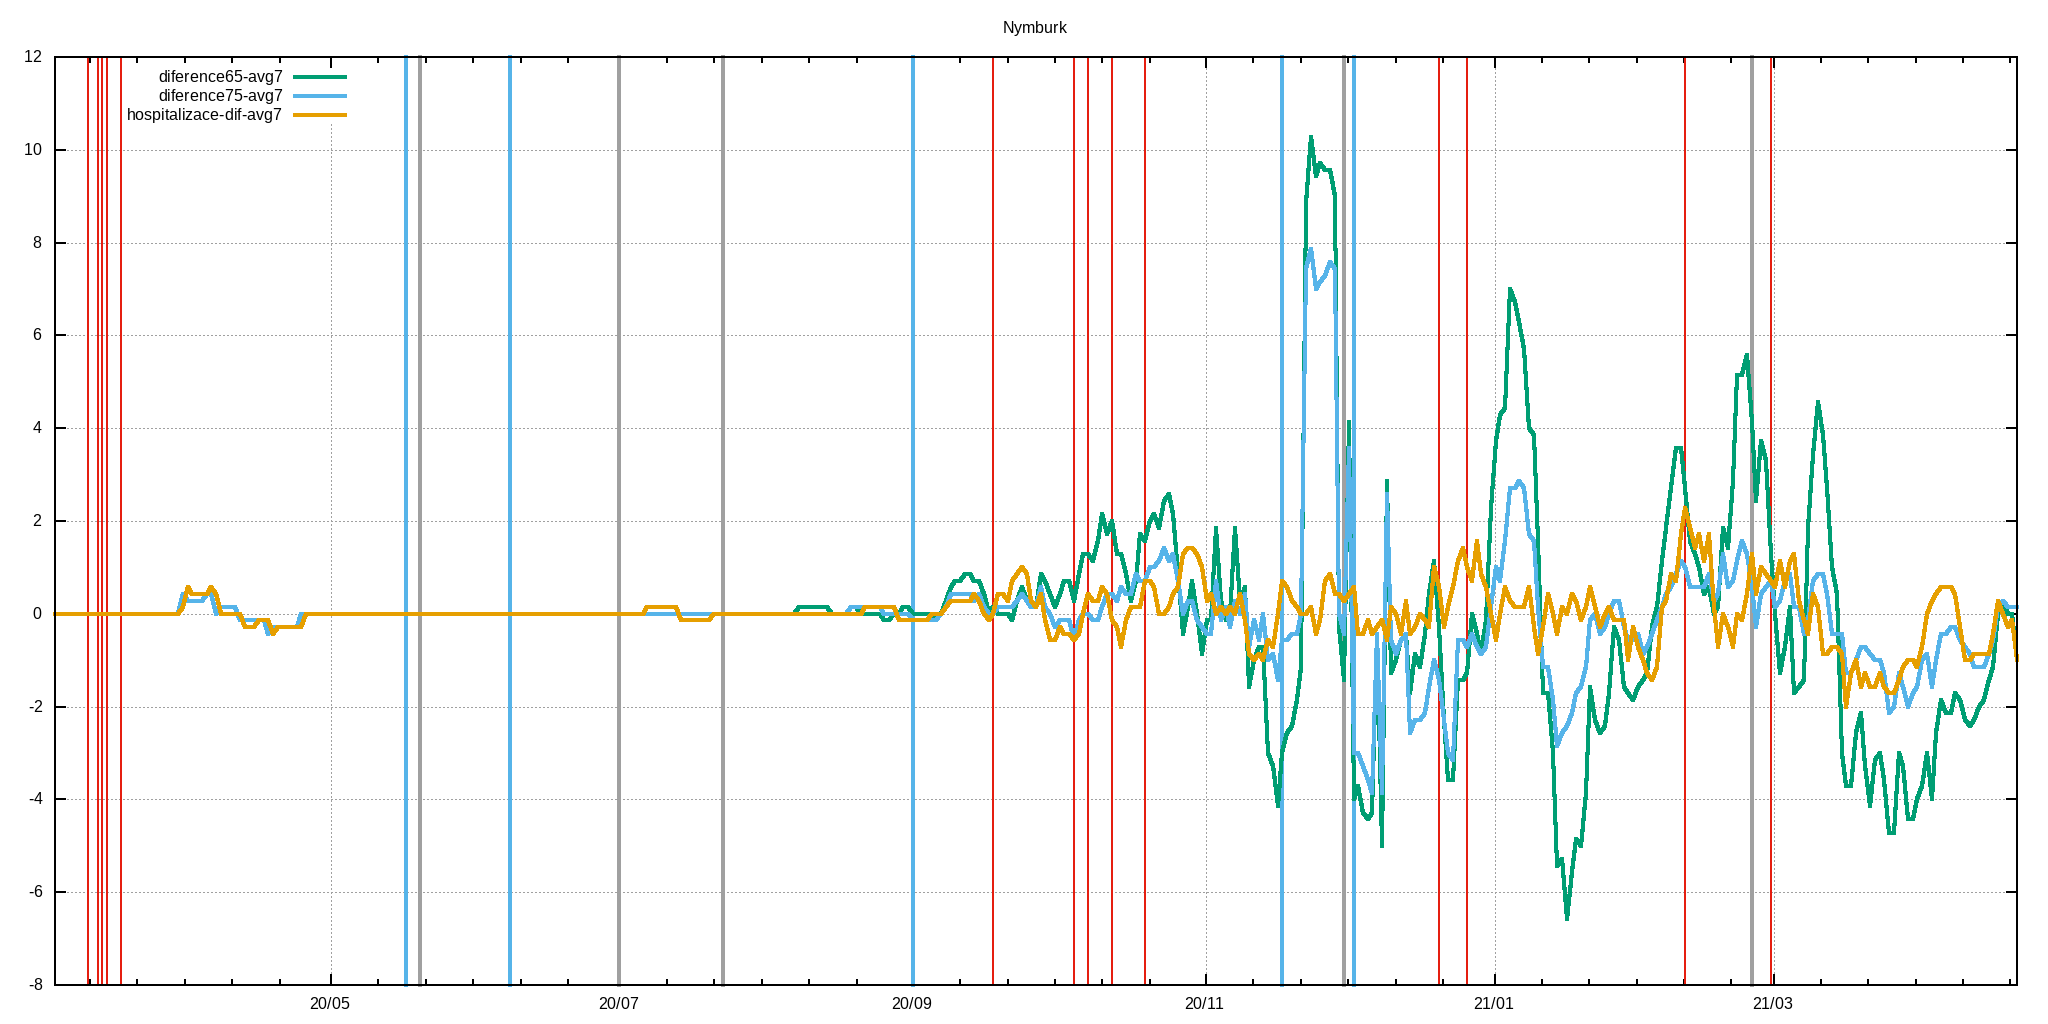 Nymburk
diference65-avg7
diference75-avg7
hospitalizace-dif-avg7
12
10
8
6
4
2
0
-2
-4
-6
-8
20/05 20/07 20/09 20/11 21/01 21/03